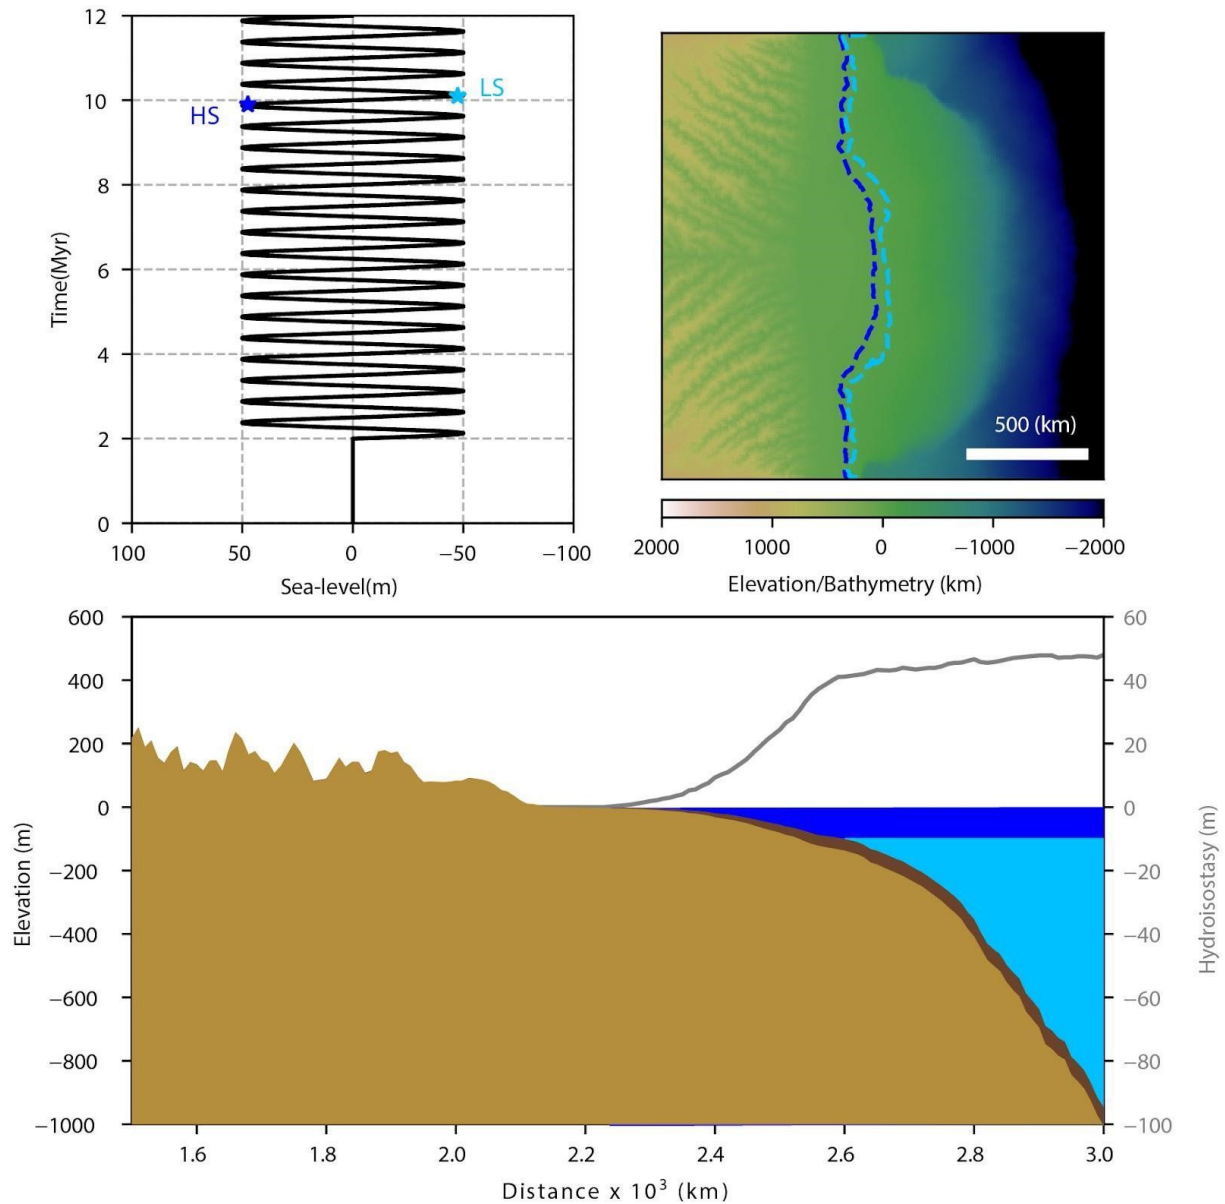 12
10
8
6
4
2
0
Time(Myr)
HS
LS
100 50 0 −50 −100
Sea-level(m)
500 (km)
2000 1000 0 −1000 −2000
Elevation/Bathymetry (km)
600
400
200
0
−200
−400
−600
−800
−1000
Elevation (m)
60
40
20
0
−20
−40
−60
−80
−100
Hydroisostasy (m)
1.6 1.8 2.0 2.2 2.4 2.6 2.8 3.0
Distance x 10³ (km)